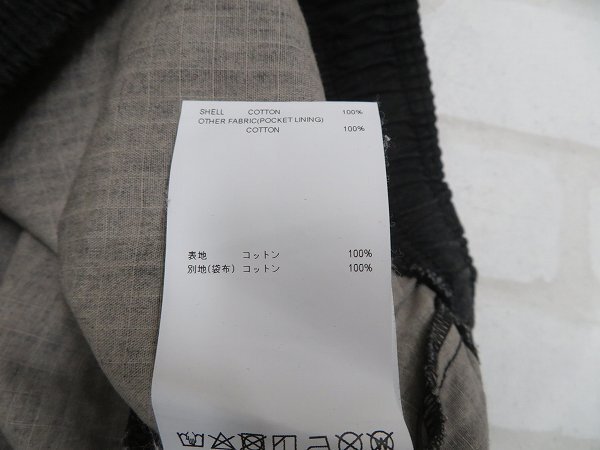 SHELL COTTON 100%
OTHER FABRIC(POCKET LINING)
COTTON 100%
表地 コットン 100%
別地(袋布) コットン 100%